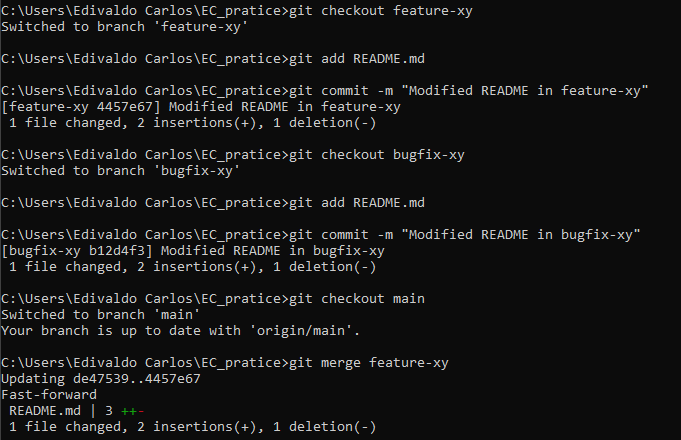 C:\Users\Edivaldo Carlos\EC_pratice>git checkout feature-xy
Switched to branch 'feature-xy'
C:\Users\Edivaldo Carlos\EC_pratice>git add README.md
C:\Users\Edivaldo Carlos\EC_pratice>git commit -m "Modified README in feature-xy"
[feature-xy 4457e67] Modified README in feature-xy
 1 file changed, 2 insertions(+), 1 deletion(-)
C:\Users\Edivaldo Carlos\EC_pratice>git checkout bugfix-xy
Switched to branch 'bugfix-xy'
C:\Users\Edivaldo Carlos\EC_pratice>git add README.md
C:\Users\Edivaldo Carlos\EC_pratice>git commit -m "Modified README in bugfix-xy"
[bugfix-xy b12d4f3] Modified README in bugfix-xy
 1 file changed, 2 insertions(+), 1 deletion(-)
C:\Users\Edivaldo Carlos\EC_pratice>git checkout main
Switched to branch 'main'
Your branch is up to date with 'origin/main'.
C:\Users\Edivaldo Carlos\EC_pratice>git merge feature-xy
Updating de47539..4457e67
Fast-forward
 README.md | 3 ++-
 1 file changed, 2 insertions(+), 1 deletion(-)